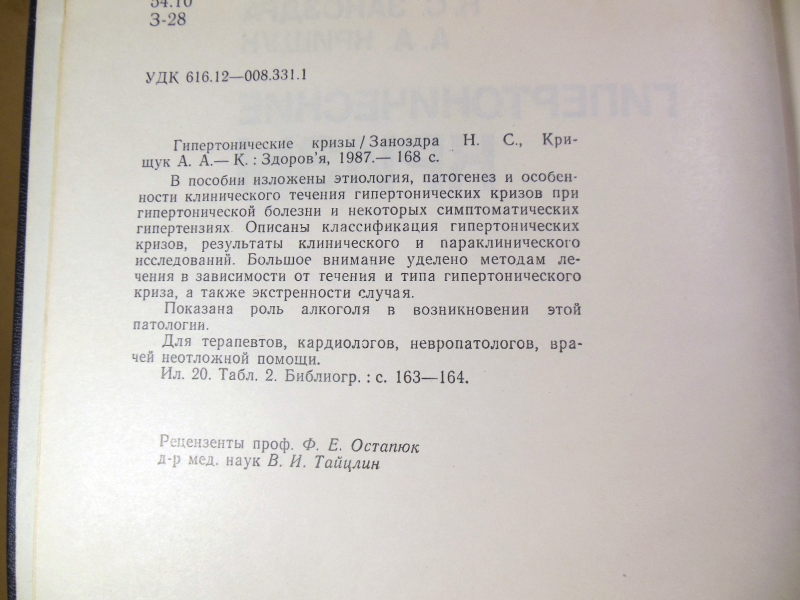 54.10
З-28
УДК 616.12—008.331.1
Гипертонические кризы / Заноздра Н. С., Кри-
щук А. А.— К. : Здоров'я, 1987.— 168 с.
В пособии изложены этиология, патогенез и особен-
ности клинического течения гипертонических кризов при
гипертонической болезни и некоторых симптоматических
гипертензиях. Описаны классификация гипертонических
кризов, результаты клинического и параклинического
исследований. Большое внимание уделено методам ле-
чения в зависимости от течения и типа гипертонического
криза, а также экстренности случая.
Показана роль алкоголя в возникновении этой
патологии.
Для терапевтов, кардиологов, невропатологов, вра-
чей неотложной помощи.
Ил. 20. Табл. 2. Библиогр. : с. 163—164.
Рецензенты проф. Ф. Е. Остапюк
д-р мед. наук В. И. Тайцлин